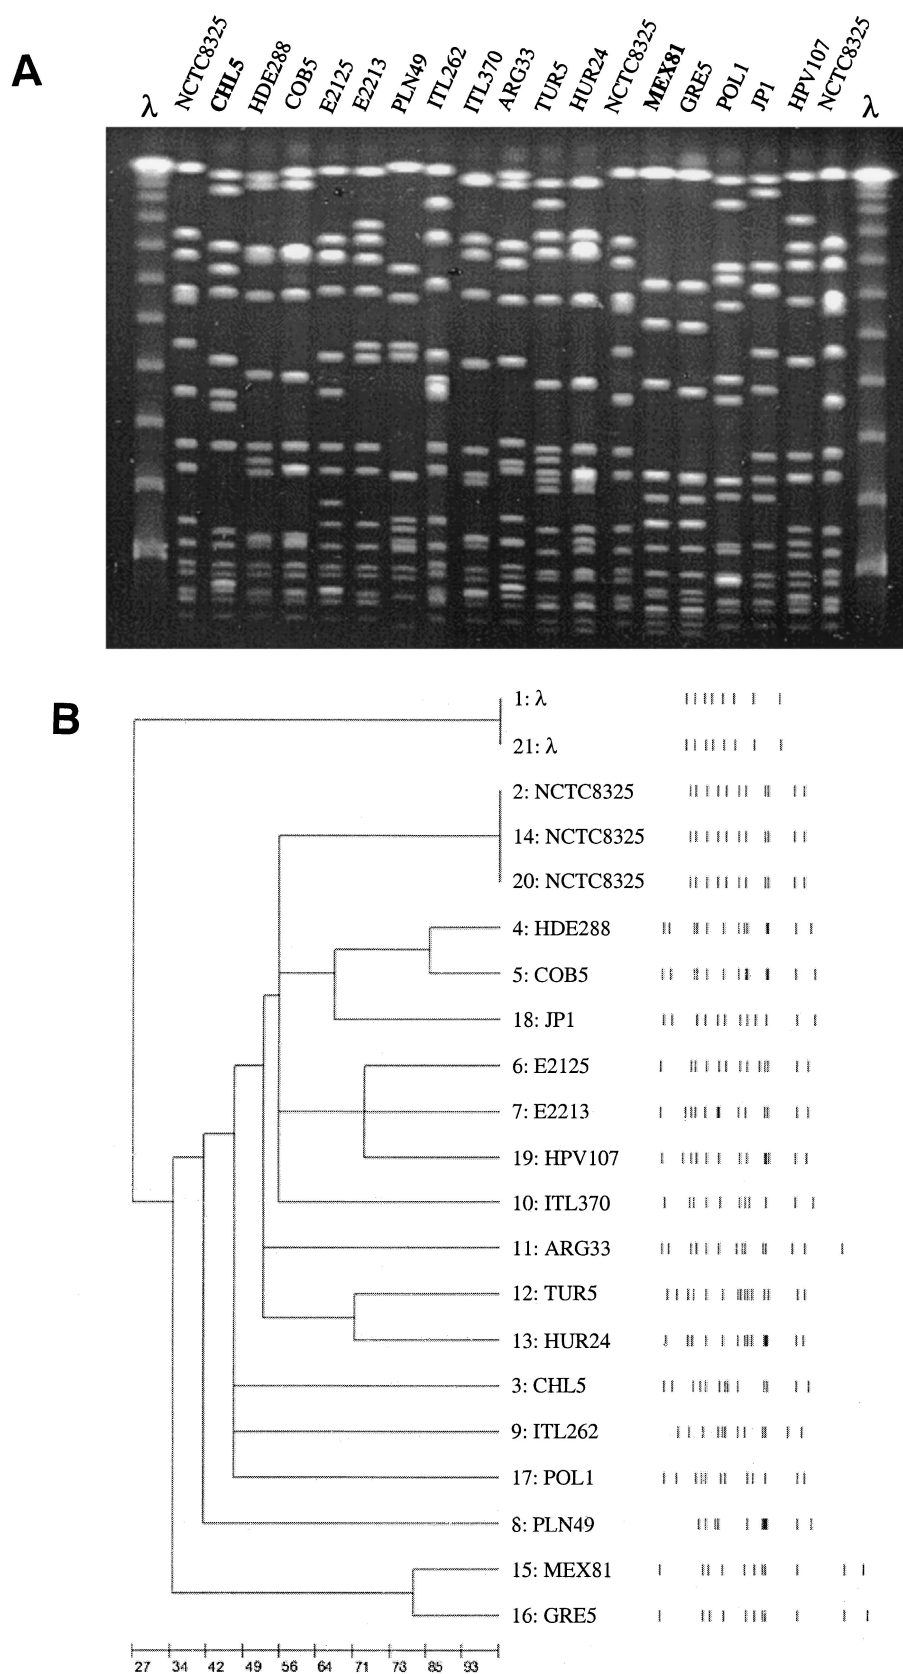 A
λ
NCTC8325
CHL5
HDE288
COB5
E2125
E2213
PLN49
ITL262
ITL370
ARG33
TUR5
HUR24
NCTC8325
MEX81
GRE5
POL1
JP1
HPV107
NCTC8325
λ
B
1: λ
21: λ
2: NCTC8325
14: NCTC8325
20: NCTC8325
4: HDE288
5: COB5
18: JP1
6: E2125
7: E2213
19: HPV107
10: ITL370
11: ARG33
12: TUR5
13: HUR24
3: CHL5
9: ITL262
17: POL1
8: PLN49
15: MEX81
16: GRE5
27 34 42 49 56 64 71 73 85 93